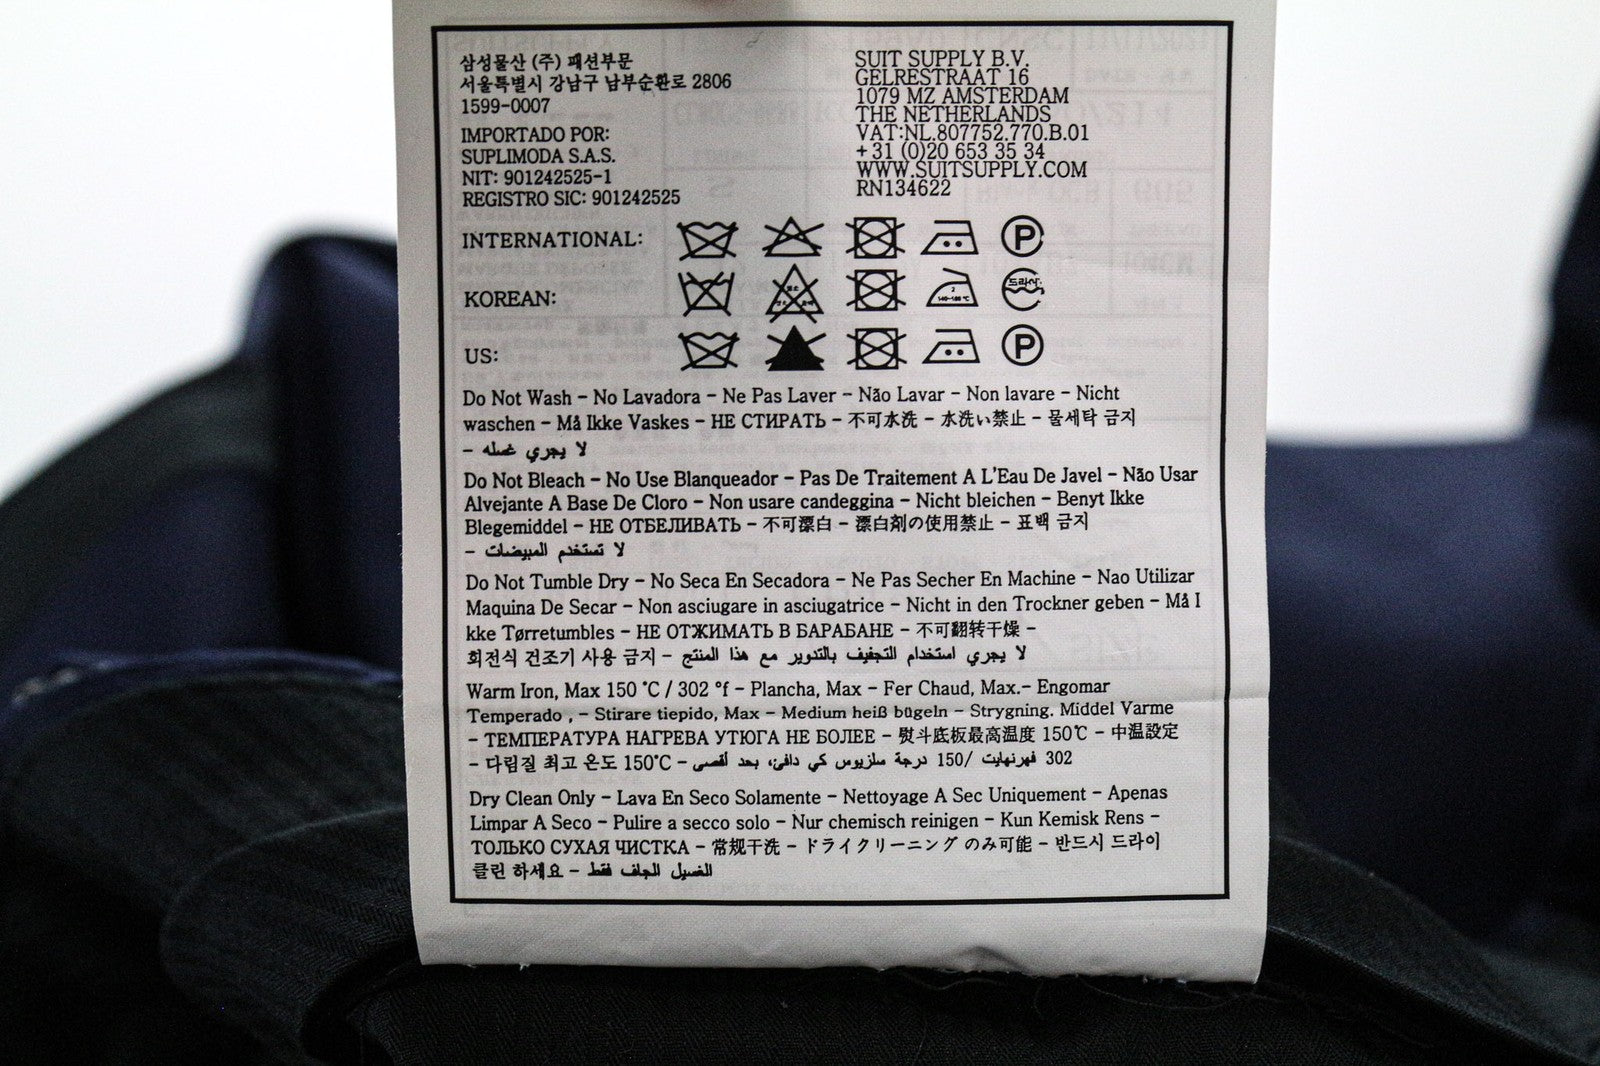 삼성물산 (주) 패션부문
서울특별시 강남구 남부순환로 2806
1599-0007
IMPORTADO POR:
SUPLIMODA S.A.S.
NIT: 901242525-1
REGISTRO SIC: 901242525
SUIT SUPPLY B.V.
GELRESTRAAT 16
1079 MZ AMSTERDAM
THE NETHERLANDS
VAT:NL.807752.770.B.01
+31 (0)20 653 35 34
WWW.SUITSUPPLY.COM
RN134622
INTERNATIONAL: P
KOREAN: 드라이
US: P
Do Not Wash – No Lavadora – Ne Pas Laver – Não Lavar – Non lavare – Nicht
waschen – Må Ikke Vaskes – НЕ СТИРАТЬ – 不可水洗 – 水洗い禁止 – 물세탁 금지
– لا يجري غسله
Do Not Bleach – No Use Blanqueador – Pas De Traitement A L'Eau De Javel – Não Usar
Alvejante A Base De Cloro – Non usare candeggina – Nicht bleichen – Benyt Ikke
Blegemiddel – НЕ ОТБЕЛИВАТЬ – 不可漂白 – 漂白剤の使用禁止 – 표백 금지
– لا تستخدم المبيضات
Do Not Tumble Dry – No Seca En Secadora – Ne Pas Secher En Machine – Nao Utilizar
Maquina De Secar – Non asciugare in asciugatrice – Nicht in den Trockner geben – Må I
kke Tørretumbles – НЕ ОТЖИМАТЬ В БАРАБАНЕ – 不可翻转干燥 –
회전식 건조기 사용 금지 – لا يجري استخدام التجفيف بالتدوير مع هذا المنتج
Warm Iron, Max 150 °C / 302 °f – Plancha, Max – Fer Chaud, Max.– Engomar
Temperado , – Stirare tiepido, Max – Medium heiß bügeln – Strygning. Middel Varme
– ТЕМПЕРАТУРА НАГРЕВА УТЮГА НЕ БОЛЕЕ – 熨斗底板最高温度 150℃ – 中温設定
– 다림질 최고 온도 150°C – 302 فهرنهايت /150 درجة سلزيوس كي دافئ، بحد أقصى
Dry Clean Only – Lava En Seco Solamente – Nettoyage A Sec Uniquement – Apenas
Limpar A Seco – Pulire a secco solo – Nur chemisch reinigen – Kun Kemisk Rens –
ТОЛЬКО СУХАЯ ЧИСТКА – 常规干洗 – ドライクリーニング のみ可能 – 반드시 드라이
클린 하세요 – الغسيل الجاف فقط